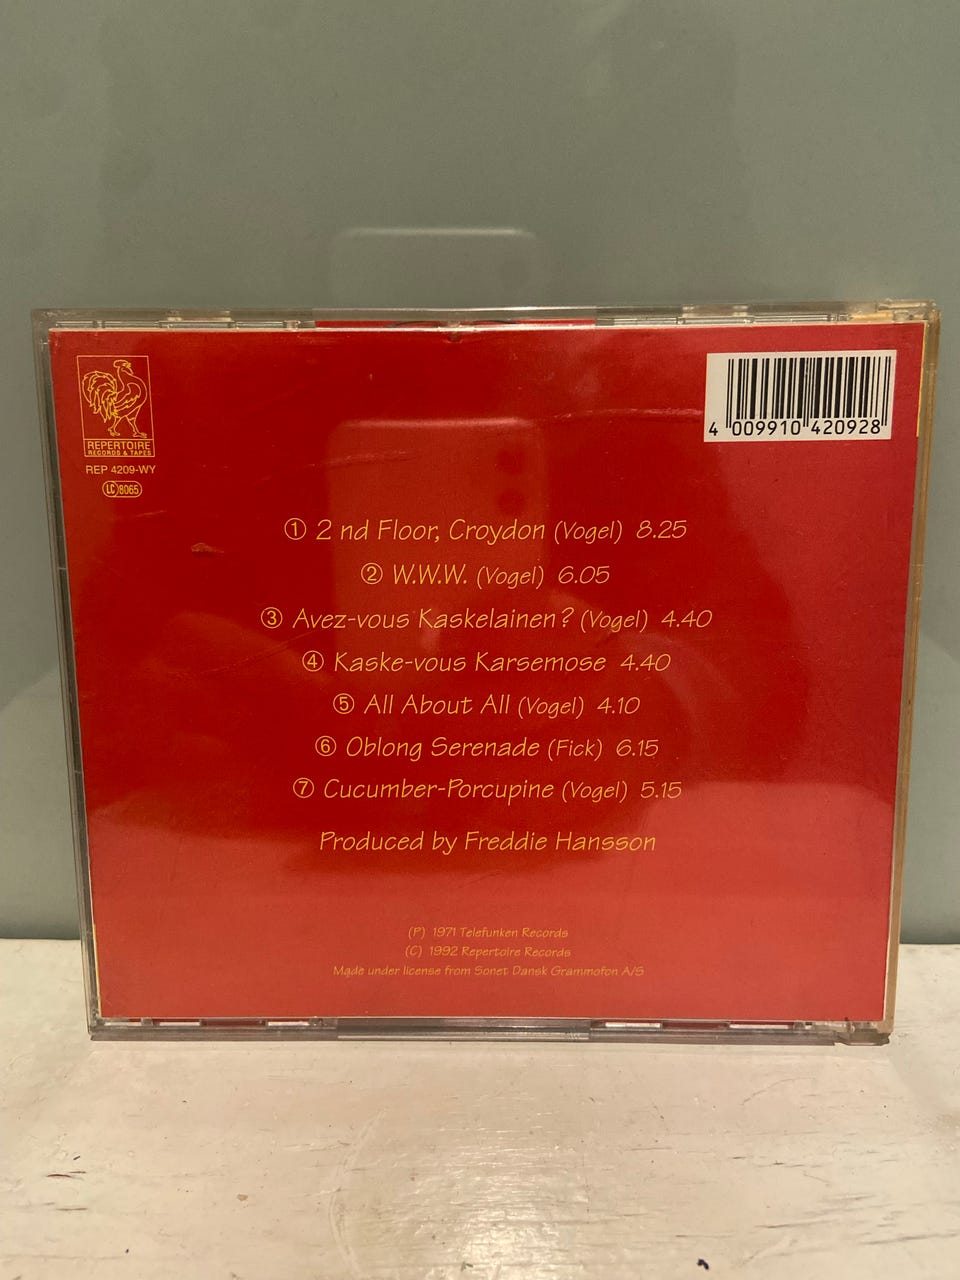 REPERTOIRE
RECORDS & TAPES
REP 4209-WY
LC 8065
4 009910 420928
① 2 nd Floor, Croydon (Vogel) 8.25
② W.W.W. (Vogel) 6.05
③ Avez-vous Kaskelainen? (Vogel) 4.40
④ Kaske-vous Karsemose 4.40
⑤ All About All (Vogel) 4.10
⑥ Oblong Serenade (Fick) 6.15
⑦ Cucumber-Porcupine (Vogel) 5.15
Produced by Freddie Hansson
(P) 1971 Telefunken Records
(C) 1992 Repertoire Records
Made under license from Sonet Dansk Grammofon A/S